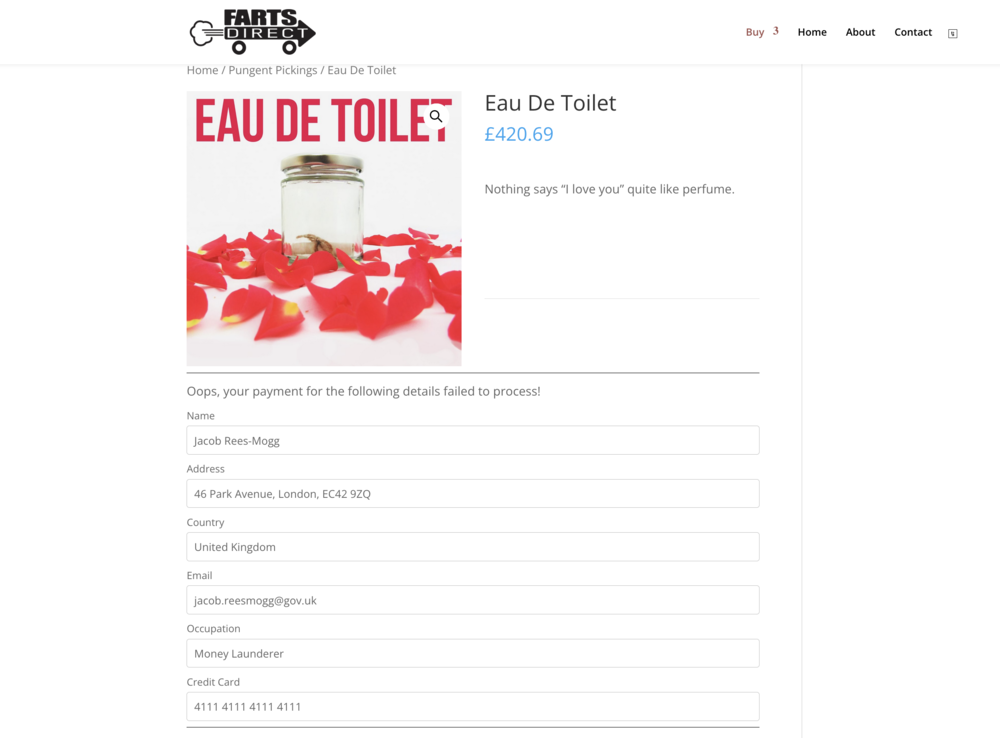 FARTS
DIRECT
Buy 3 Home About Contact
Home / Pungent Pickings / Eau De Toilet
EAU DE TOILET
Eau De Toilet
£420.69
Nothing says “I love you” quite like perfume.
Oops, your payment for the following details failed to process!
Name
Jacob Rees-Mogg
Address
46 Park Avenue, London, EC42 9ZQ
Country
United Kingdom
Email
jacob.reesmogg@gov.uk
Occupation
Money Launderer
Credit Card
4111 4111 4111 4111